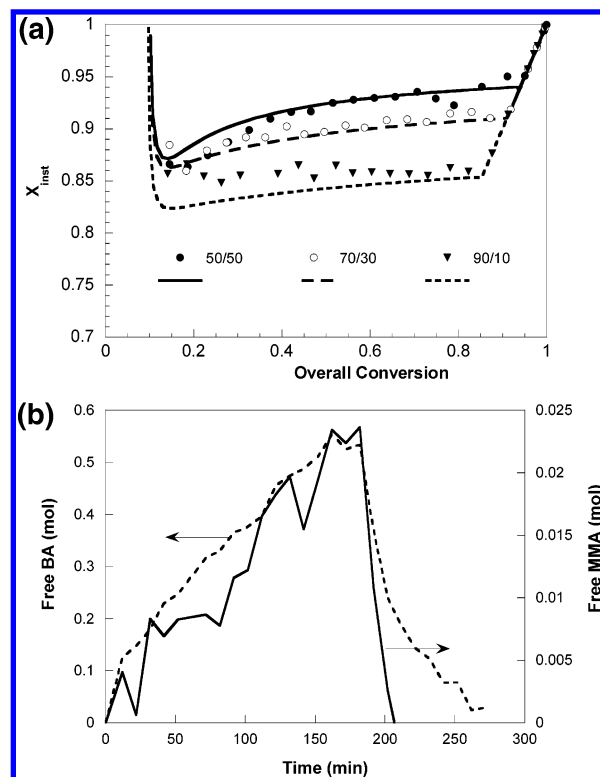 (a)
1
0.95
0.9
0.85
0.8
0.75
0.7
X_inst
50/50 70/30 90/10
0 0.2 0.4 0.6 0.8 1
Overall Conversion
(b)
0.6
0.5
0.4
0.3
0.2
0.1
0
Free BA (mol)
0.025
0.02
0.015
0.01
0.005
0
Free MMA (mol)
0 50 100 150 200 250 300
Time (min)